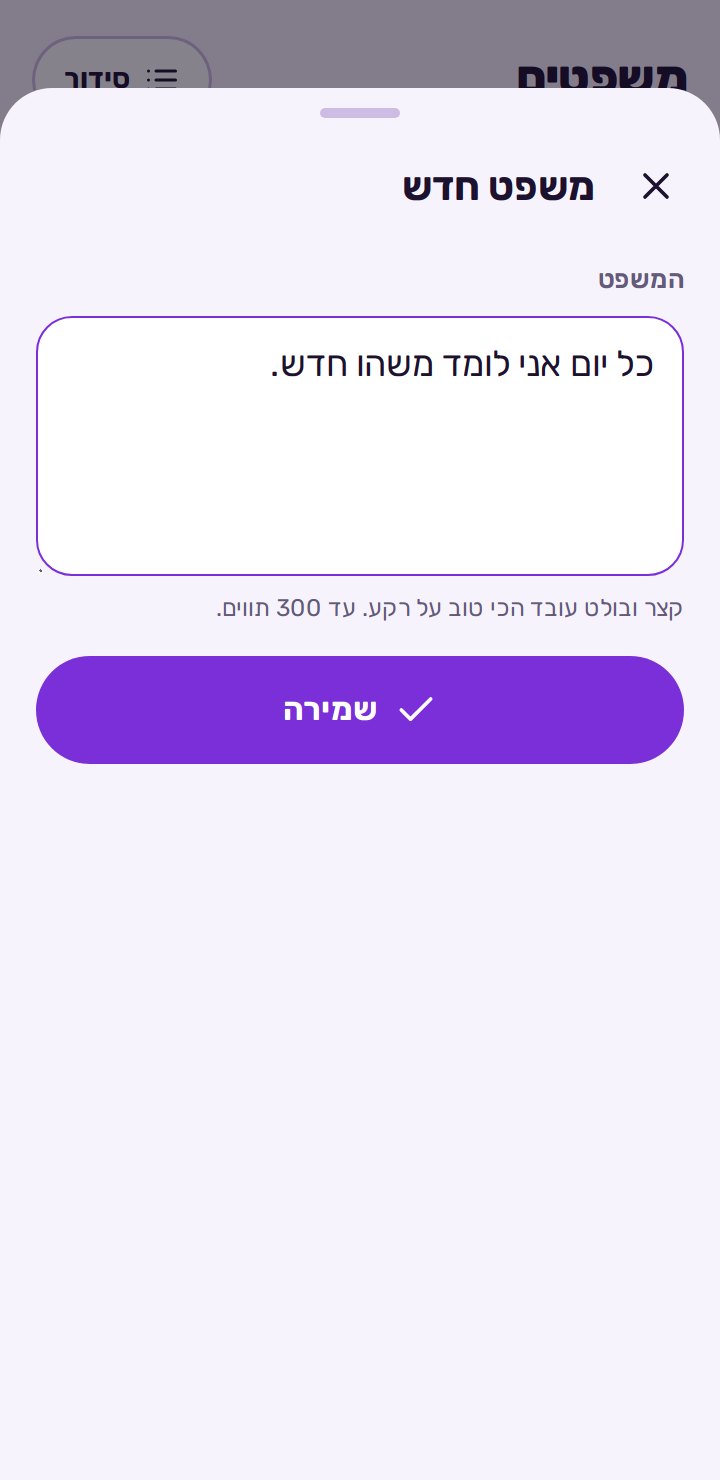 משפטים
סידור
משפט חדש
המשפט
כל יום אני לומד משהו חדש.
קצר ובולט עובד הכי טוב על רקע. עד 300 תווים.
שמירה